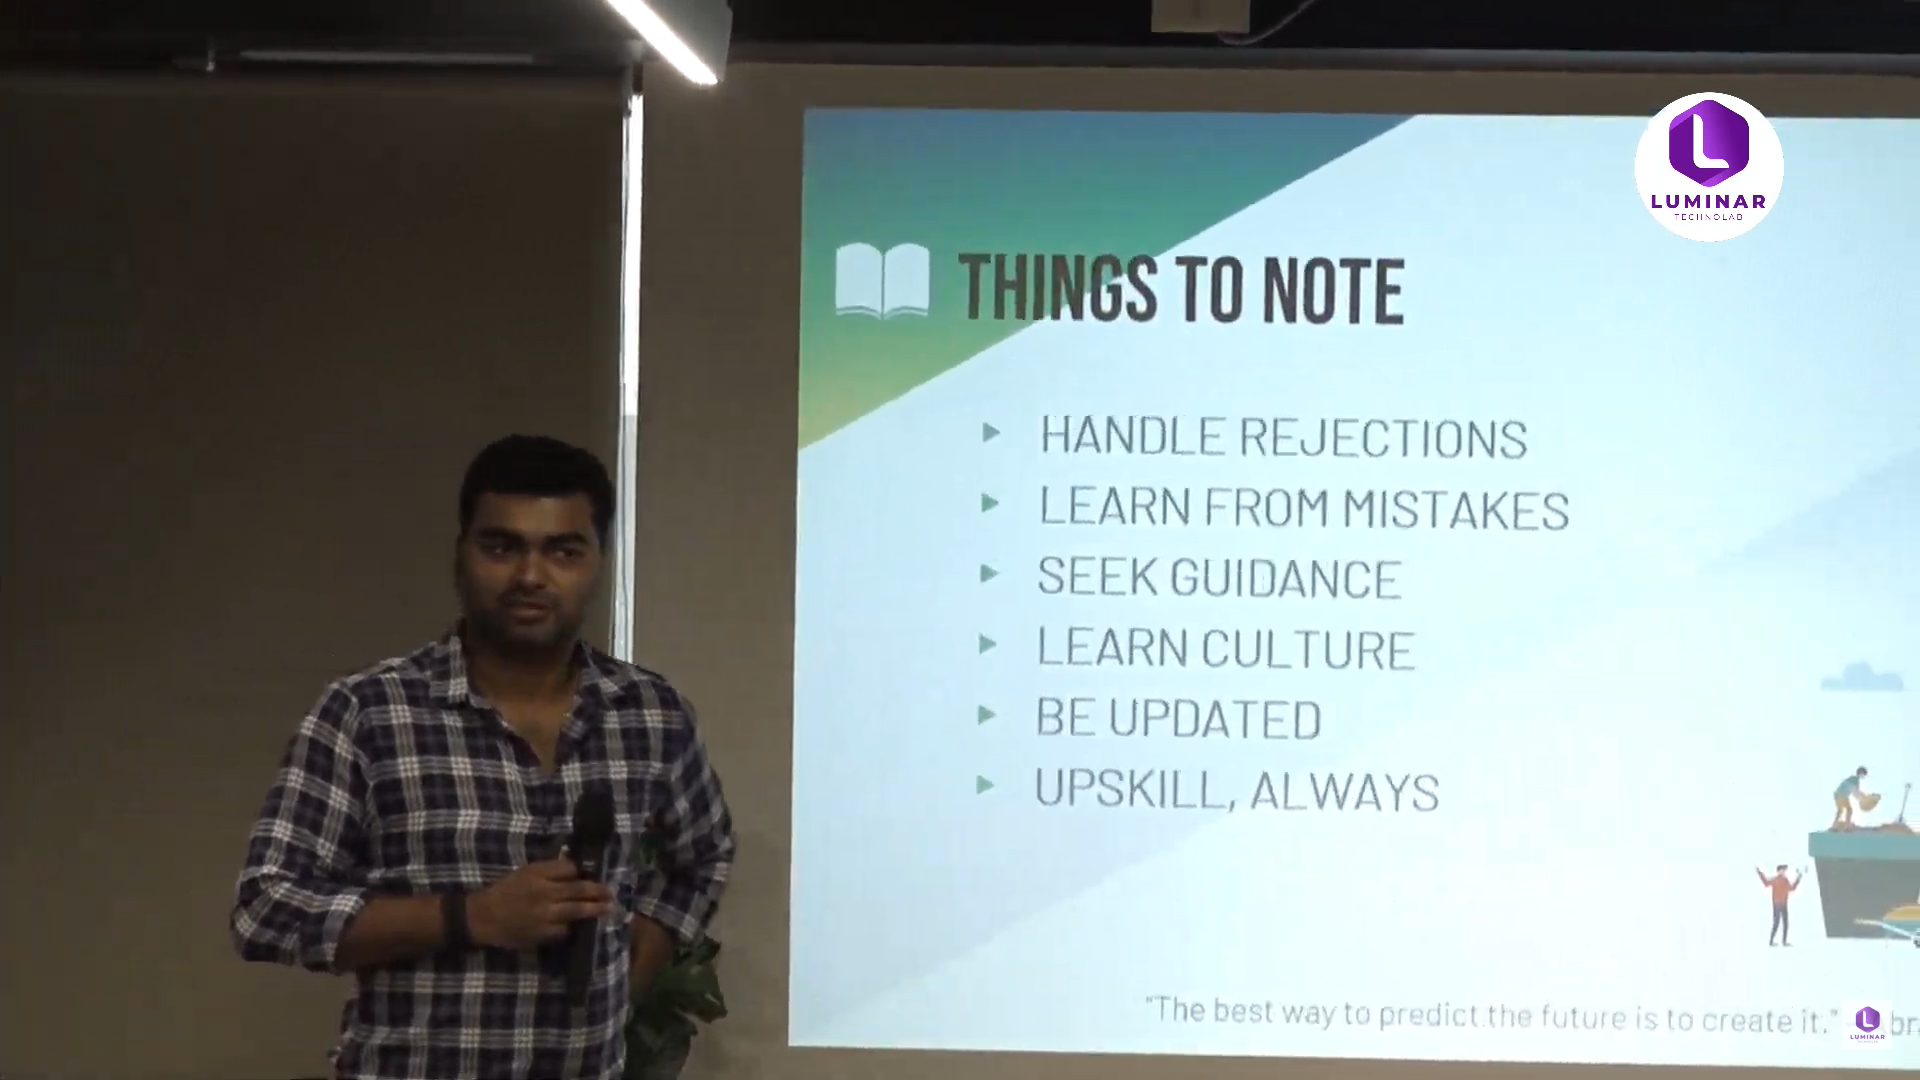 LUMINAR
TECHNOLAB
THINGS TO NOTE
HANDLE REJECTIONS
LEARN FROM MISTAKES
SEEK GUIDANCE
LEARN CULTURE
BE UPDATED
UPSKILL, ALWAYS
"The best way to predict the future is to create it."
LUMINAR